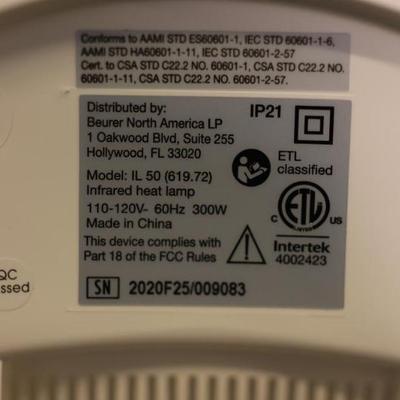 Conforms to AAMI STD ES60601-1, IEC STD 60601-1-6,
AAMI STD HA60601-1-11, IEC STD 60601-2-57
Cert. to CSA STD C22.2 NO. 60601-1, CSA STD C22.2 NO.
60601-1-11, CSA STD C22.2 NO. 60601-2-57
Distributed by:
Beurer North America LP
1 Oakwood Blvd, Suite 255
Hollywood, FL 33020
IP21
Model: IL 50 (619.72)
Infrared heat lamp
110-120V~ 60Hz 300W
Made in China
ETL
classified
This device complies with
Part 18 of the FCC Rules
C ETL US
Intertek
4002423
SN 2020F25/009083
QC